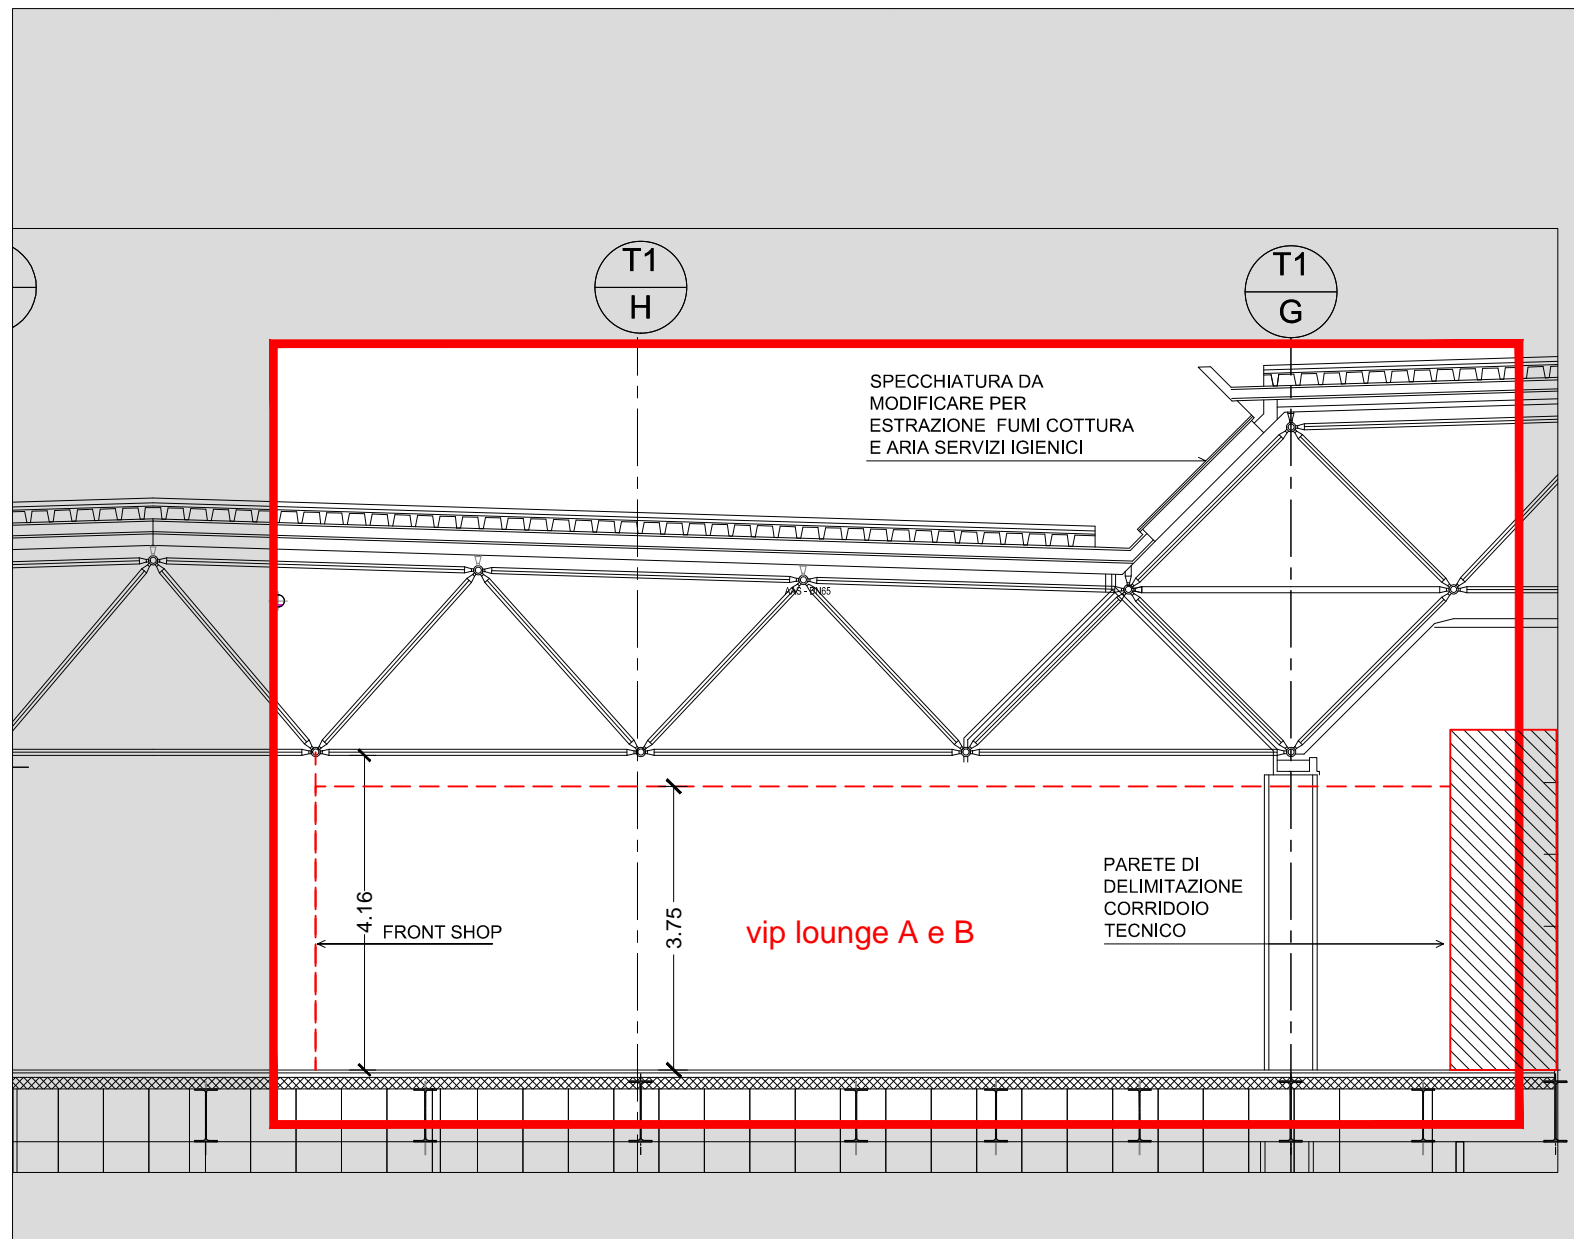 T1
H
T1
G
SPECCHIATURA DA
MODIFICARE PER
ESTRAZIONE FUMI COTTURA
E ARIA SERVIZI IGIENICI
4.16
FRONT SHOP
3.75
vip lounge A e B
PARETE DI
DELIMITAZIONE
CORRIDOIO
TECNICO